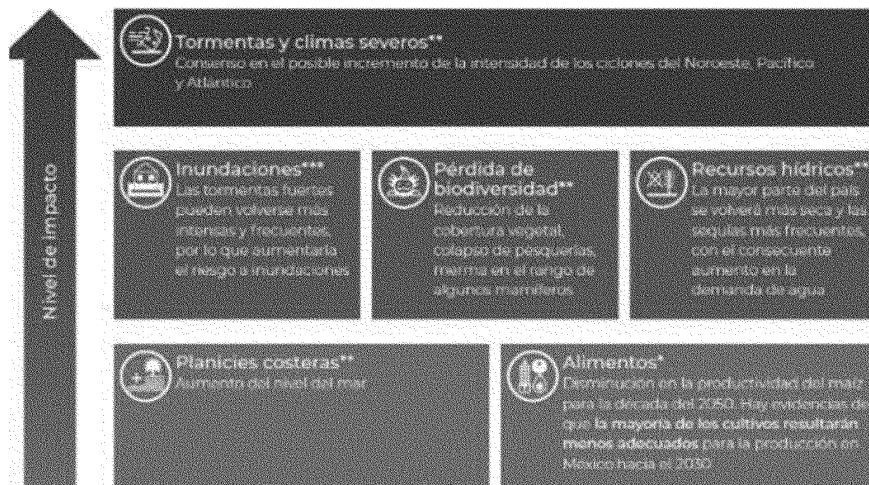 Nivel de impacto
Tormentas y climas severos**
Consenso en el posible incremento de la intensidad de los ciclones del Noroeste, Pacífico
y Atlántico
Inundaciones***
Las tormentas fuertes
pueden volverse más
intensas y frecuentes,
por lo que aumentaría
el riesgo a inundaciones
Pérdida de
biodiversidad**
Reducción de la
cobertura vegetal,
colapso de pesquerías,
merma en el rango de
algunos mamíferos
Recursos hídricos**
La mayor parte del país
se volverá más seca y las
sequías más frecuentes,
con el consecuente
aumento en la
demanda de agua
Planicies costeras**
Aumento del nivel del mar
Alimentos*
Disminución en la productividad del maíz
para la década del 2050. Hay evidencias de
que la mayoría de los cultivos resultarán
menos adecuados para la producción en
México hacia el 2030